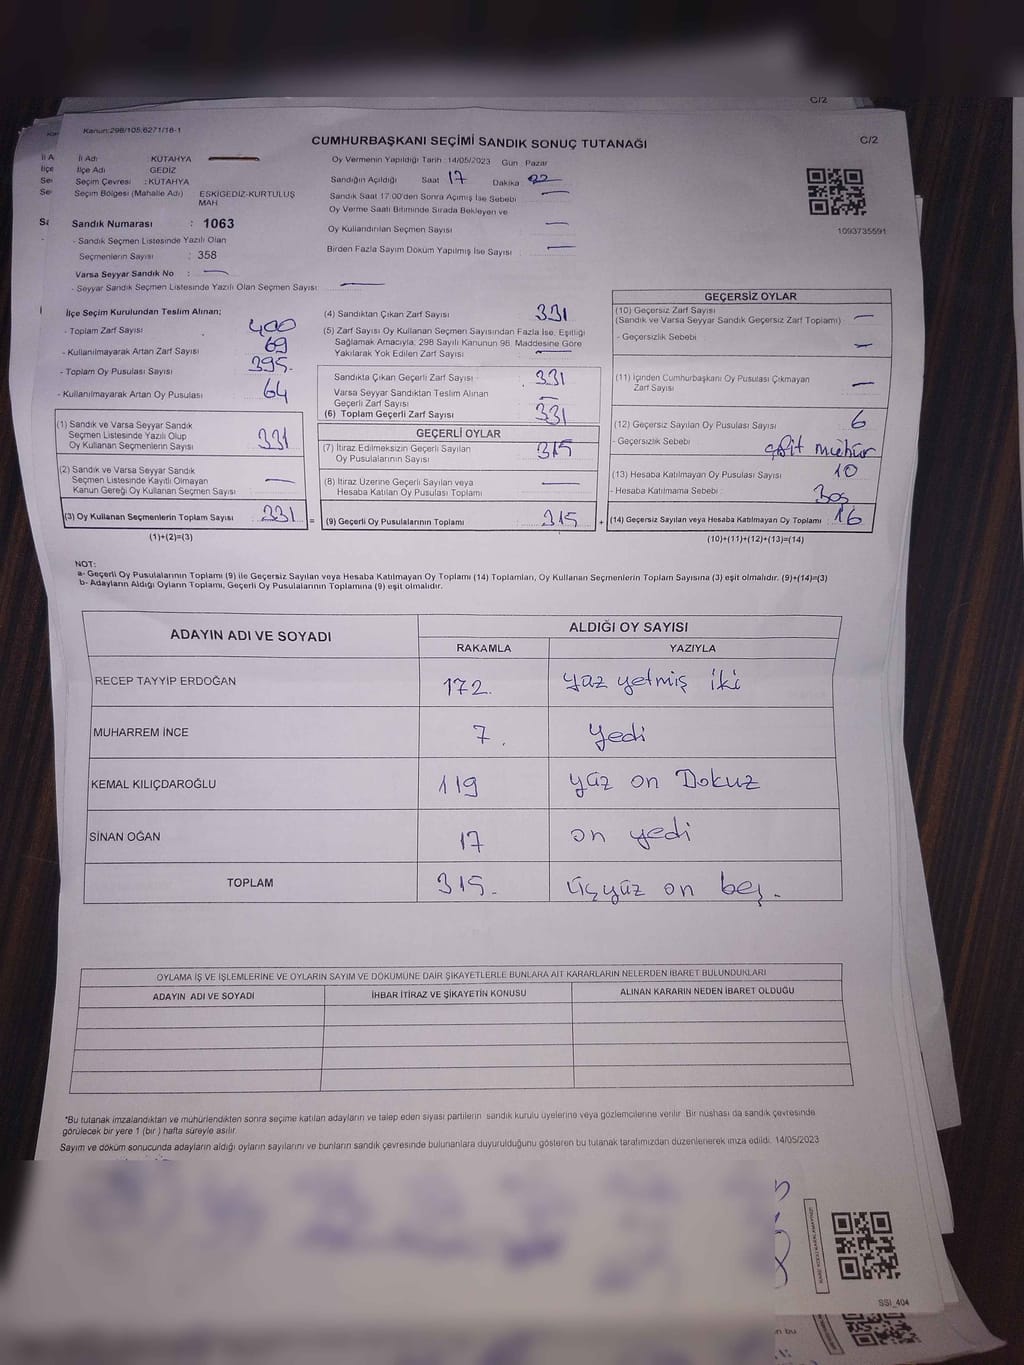 C/2
Kanun:298/105,6271/16-1
CUMHURBAŞKANI SEÇİMİ SANDIK SONUÇ TUTANAĞI
C/2
İl Adı : KÜTAHYA
İlçe Adı GEDİZ
Seçim Çevresi : KÜTAHYA
Seçim Bölgesi (Mahalle Adı) ESKİGEDİZ-KURTULUŞ MAH.
Sandık Numarası : 1063
- Sandık Seçmen Listesinde Yazılı Olan
Seçmenlerin Sayısı : 358
Varsa Seyyar Sandık No : —
- Seyyar Sandık Seçmen Listesinde Yazılı Olan Seçmen Sayısı: —
Oy Vermenin Yapıldığı Tarih : 14/05/2023 Gün Pazar
Sandığın Açıldığı Saat 17 Dakika 22
Sandık Saat 17:00'den Sonra Açımış İse Sebebi —
Oy Verme Saati Bitiminde Sırada Bekleyen ve
Oy Kullandırılan Seçmen Sayısı —
Birden Fazla Sayım Döküm Yapılmış İse Sayısı —
1093735591
İlçe Seçim Kurulundan Teslim Alınan;
- Toplam Zarf Sayısı 400
- Kullanılmayarak Artan Zarf Sayısı 69
- Toplam Oy Pusulası Sayısı 395.
- Kullanılmayarak Artan Oy Pusulası 64
(1) Sandık ve Varsa Seyyar Sandık
Seçmen Listesinde Yazılı Olup
Oy Kullanan Seçmenlerin Sayısı 331
(2) Sandık ve Varsa Seyyar Sandık
Seçmen Listesinde Kayıtlı Olmayan
Kanun Gereği Oy Kullanan Seçmen Sayısı —
(3) Oy Kullanan Seçmenlerin Toplam Sayısı 331
(1)+(2)=(3)
(4) Sandıktan Çıkan Zarf Sayısı 331
(5) Zarf Sayısı Oy Kullanan Seçmen Sayısından Fazla İse, Eşitliği
Sağlamak Amacıyla, 298 Sayılı Kanunun 98. Maddesine Göre
Yakılarak Yok Edilen Zarf Sayısı —
Sandıkta Çıkan Geçerli Zarf Sayısı 331
Varsa Seyyar Sandıktan Teslim Alınan
Geçerli Zarf Sayısı —
(6) Toplam Geçerli Zarf Sayısı 331
GEÇERLİ OYLAR
(7) İtiraz Edilmeksizin Geçerli Sayılan
Oy Pusulalarının Sayısı 315
(8) İtiraz Üzerine Geçerli Sayılan veya
Hesaba Katılan Oy Pusulası Toplamı —
= (9) Geçerli Oy Pusulalarının Toplamı 315 +
GEÇERSİZ OYLAR
(10) Geçersiz Zarf Sayısı —
(Sandık ve Varsa Seyyar Sandık Geçersiz Zarf Toplamı)
- Geçersizlik Sebebi —
(11) İçinden Cumhurbaşkanı Oy Pusulası Çıkmayan
Zarf Sayısı —
(12) Geçersiz Sayılan Oy Pusulası Sayısı 6
- Geçersizlik Sebebi : çift mühür
(13) Hesaba Katılmayan Oy Pusulası Sayısı 10
- Hesaba Katılmama Sebebi : Boş
(14) Geçersiz Sayılan veya Hesaba Katılmayan Oy Toplamı 16
(10)+(11)+(12)+(13)=(14)
NOT:
a- Geçerli Oy Pusulalarının Toplamı (9) ile Geçersiz Sayılan veya Hesaba Katılmayan Oy Toplamı (14) Toplamları, Oy Kullanan Seçmenlerin Toplam Sayısına (3) eşit olmalıdır. (9)+(14)=(3)
b- Adayların Aldığı Oyların Toplamı, Geçerli Oy Pusulalarının Toplamına (9) eşit olmalıdır.
ADAYIN ADI VE SOYADI
ALDIĞI OY SAYISI
RAKAMLA YAZIYLA
RECEP TAYYİP ERDOĞAN 172. yüz yetmiş iki
MUHARREM İNCE 7. yedi
KEMAL KILIÇDAROĞLU 119 yüz on Dokuz
SİNAN OĞAN 17 on yedi
TOPLAM 315. üçyüz on beş.
OYLAMA İŞ VE İŞLEMLERİNE VE OYLARIN SAYIM VE DÖKÜMÜNE DAİR ŞİKAYETLERLE BUNLARA AİT KARARLARIN NELERDEN İBARET BULUNDUKLARI
ADAYIN ADI VE SOYADI İHBAR İTİRAZ VE ŞİKAYETİN KONUSU ALINAN KARARIN NEDEN İBARET OLDUĞU
*Bu tutanak imzalandıktan ve mühürlendikten sonra seçime katılan adayların ve talep eden siyasi partilerin sandık kurulu üyelerine veya gözlemcilerine verilir. Bir nüshası da sandık çevresinde
görülecek bir yere 1 (bir) hafta süreyle asılır.
Sayım ve döküm sonucunda adayların aldığı oyların sayılarını ve bunların sandık çevresinde bulunanlara duyurulduğunu gösteren bu tutanak tarafımızdan düzenlenerek imza edildi. 14/05/2023
SSI_404